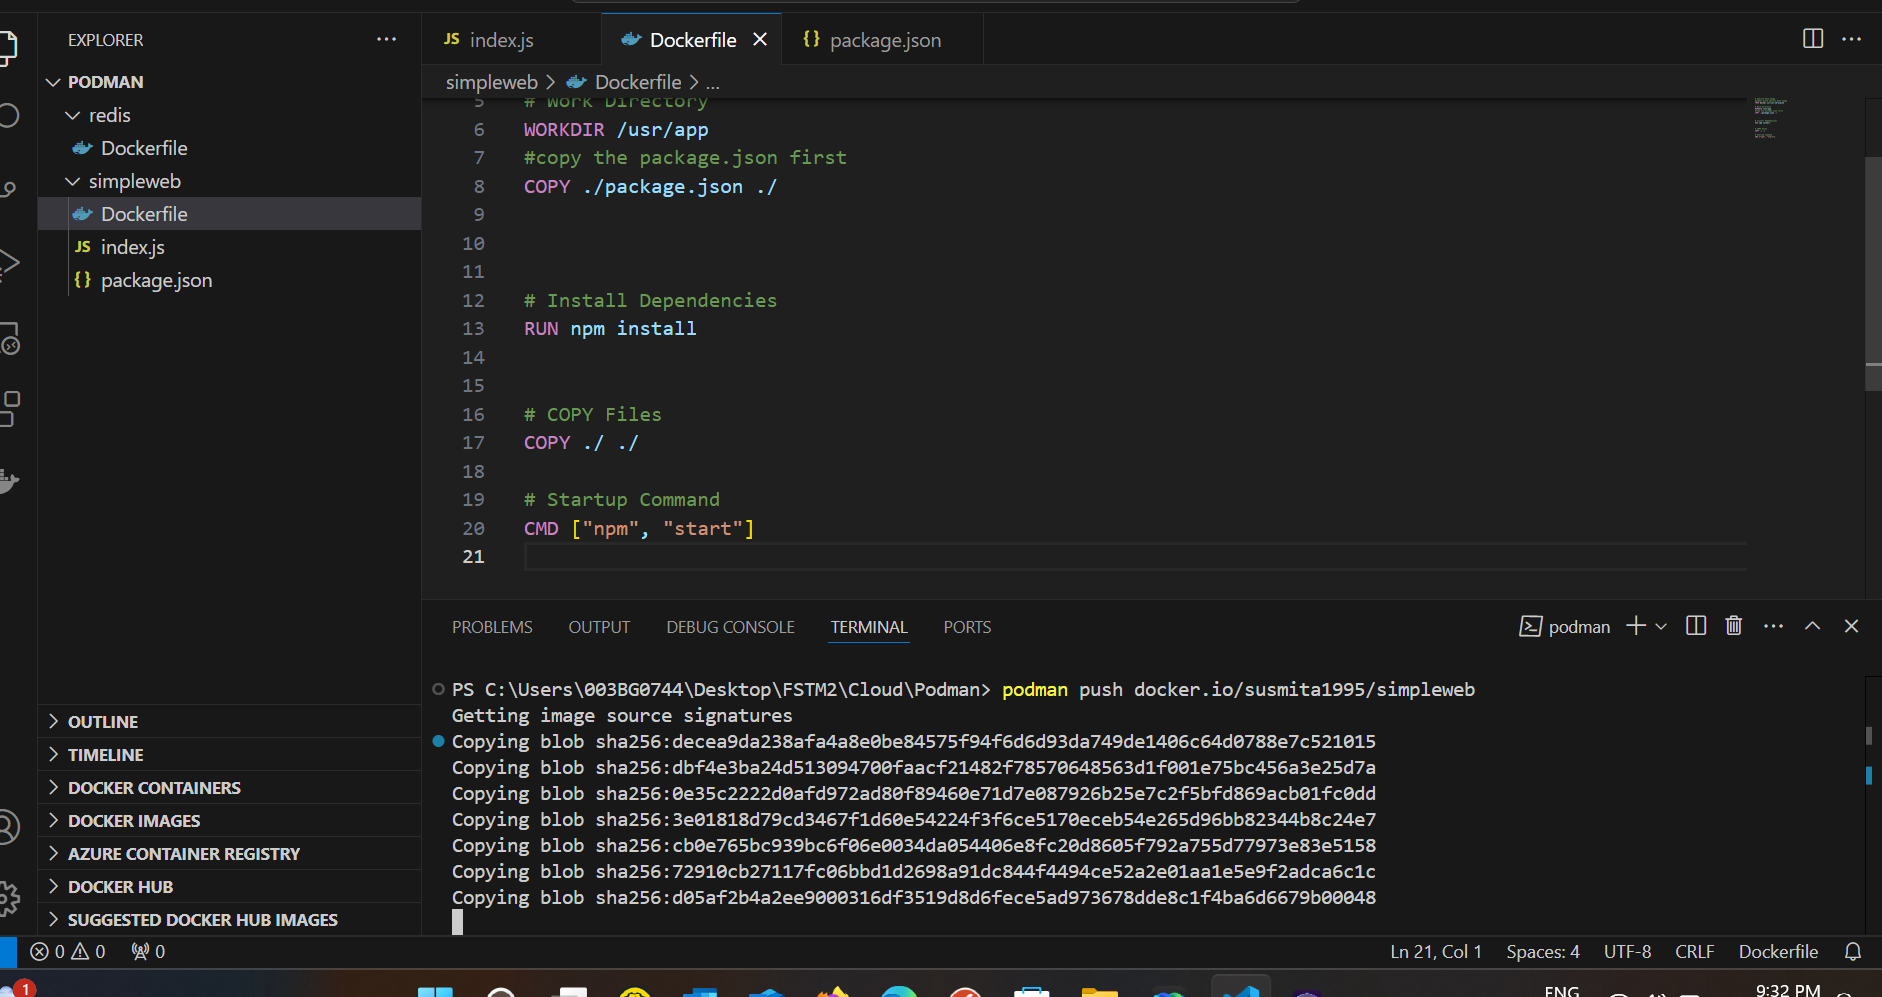 EXPLORER
PODMAN
redis
Dockerfile
simpleweb
Dockerfile
JS index.js
{} package.json
OUTLINE
TIMELINE
DOCKER CONTAINERS
DOCKER IMAGES
AZURE CONTAINER REGISTRY
DOCKER HUB
SUGGESTED DOCKER HUB IMAGES
JS index.js
Dockerfile
{} package.json
simpleweb > Dockerfile > ...
5 # Work Directory
6 WORKDIR /usr/app
7 #copy the package.json first
8 COPY ./package.json ./
9
10
11
12 # Install Dependencies
13 RUN npm install
14
15
16 # COPY Files
17 COPY ./ ./
18
19 # Startup Command
20 CMD ["npm", "start"]
21
PROBLEMS OUTPUT DEBUG CONSOLE TERMINAL PORTS
podman
PS C:\Users\003BG0744\Desktop\FSTM2\Cloud\Podman> podman push docker.io/susmita1995/simpleweb
Getting image source signatures
Copying blob sha256:decea9da238afa4a8e0be84575f94f6d6d93da749de1406c64d0788e7c521015
Copying blob sha256:dbf4e3ba24d513094700faacf21482f78570648563d1f001e75bc456a3e25d7a
Copying blob sha256:0e35c2222d0afd972ad80f89460e71d7e087926b25e7c2f5bfd869acb01fc0dd
Copying blob sha256:3e01818d79cd3467f1d60e54224f3f6ce5170eceb54e265d96bb82344b8c24e7
Copying blob sha256:cb0e765bc939bc6f06e0034da054406e8fc20d8605f792a755d77973e83e5158
Copying blob sha256:72910cb27117fc06bbd1d2698a91dc844f4494ce52a2e01aa1e5e9f2adca6c1c
Copying blob sha256:d05af2b4a2ee9000316df3519d8d6fece5ad973678dde8c1f4ba6d6679b00048
0 0 0
Ln 21, Col 1 Spaces: 4 UTF-8 CRLF Dockerfile
1
ENG
9:32 PM